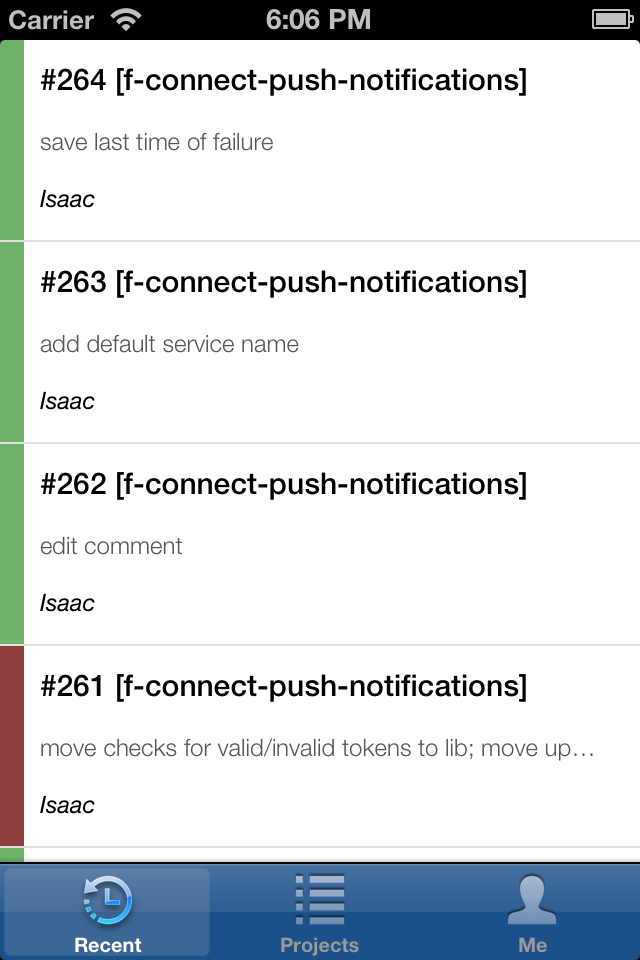 Carrier 6:06 PM
#264 [f-connect-push-notifications]
save last time of failure
Isaac
#263 [f-connect-push-notifications]
add default service name
Isaac
#262 [f-connect-push-notifications]
edit comment
Isaac
#261 [f-connect-push-notifications]
move checks for valid/invalid tokens to lib; move up…
Isaac
Recent Projects Me